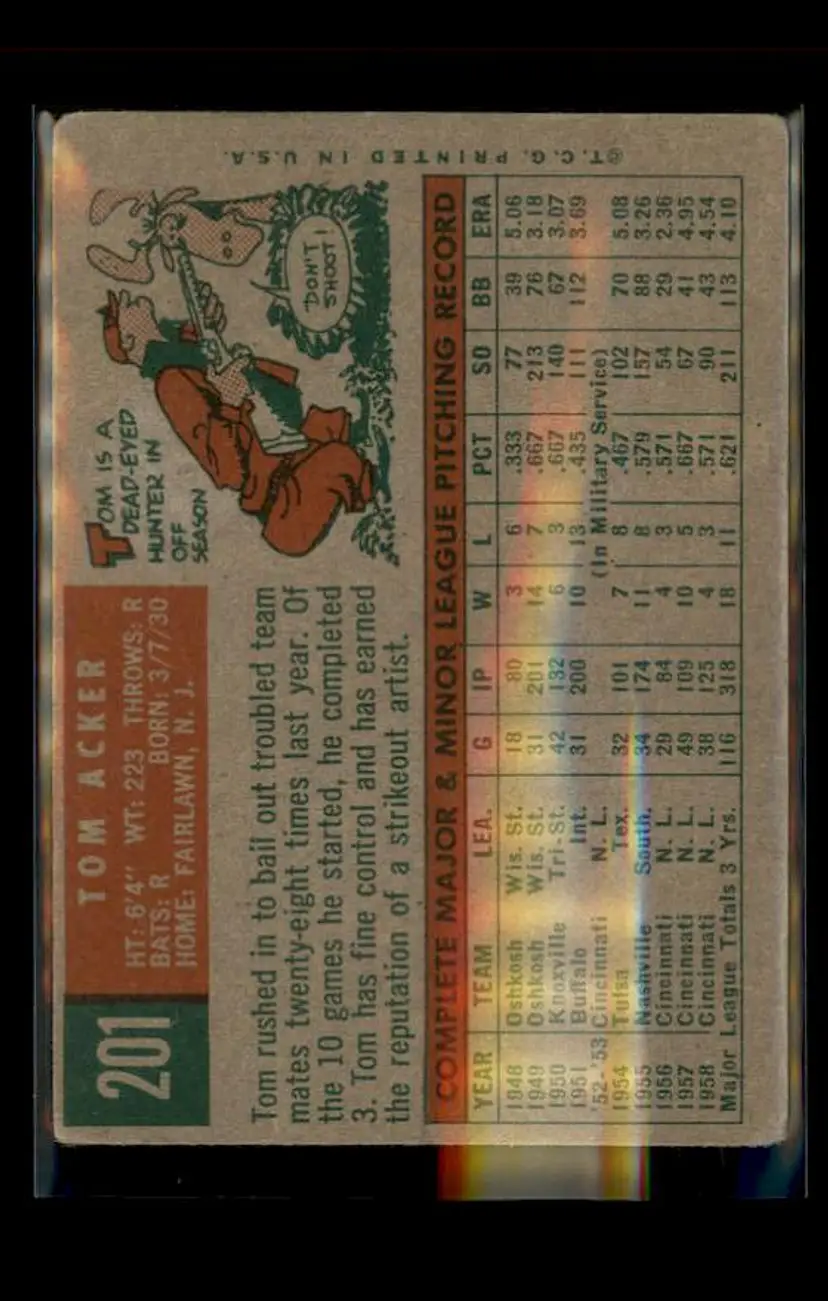 201
TOM ACKER
HT: 6'4" WT: 223 THROWS: R
BATS: R BORN: 3/7/30
HOME: FAIRLAWN, N. J.
TOM IS A
DEAD-EYED
HUNTER IN
OFF
SEASON
DON'T
SHOOT!
Tom rushed in to bail out troubled team
mates twenty-eight times last year. Of
the 10 games he started, he completed
3. Tom has fine control and has earned
the reputation of a strikeout artist.
COMPLETE MAJOR & MINOR LEAGUE PITCHING RECORD
YEAR TEAM LEA. G IP W L PCT SO BB ERA
1948 Oshkosh Wis. St. 18 80 3 6 .333 77 39 5.06
1949 Oshkosh Wis. St. 31 201 14 7 .667 213 76 3.18
1950 Knoxville Tri-St. 42 132 6 3 .667 140 67 3.07
1951 Buffalo Int. 31 200 10 13 .435 111 112 3.69
'52-'53 Cincinnati N. L. (In Military Service)
1954 Tulsa Tex. 32 101 7 8 .467 102 70 5.08
1955 Nashville South. 34 174 11 8 .579 157 88 3.26
1956 Cincinnati N. L. 29 84 4 3 .571 54 29 2.36
1957 Cincinnati N. L. 49 109 10 5 .667 67 41 4.95
1958 Cincinnati N. L. 38 125 4 3 .571 90 43 4.54
Major League Totals 3 Yrs. 116 318 18 11 .621 211 113 4.10
©T.C.G. PRINTED IN U.S.A.